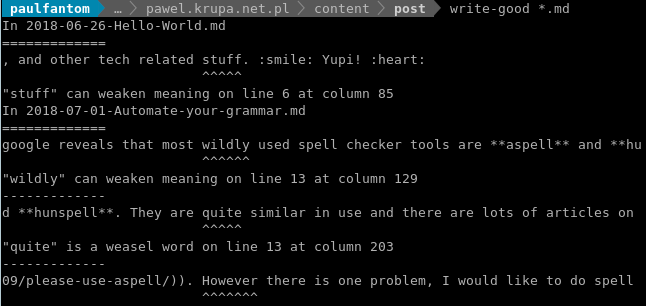 paulfantom … pawel.krupa.net.pl content post write-good *.md
In 2018-06-26-Hello-World.md
=============
, and other tech related stuff. :smile: Yupi! :heart:
^^^^^
"stuff" can weaken meaning on line 6 at column 85
In 2018-07-01-Automate-your-grammar.md
=============
google reveals that most wildly used spell checker tools are **aspell** and **hu
^^^^^^
"wildly" can weaken meaning on line 13 at column 129
-------------
d **hunspell**. They are quite similar in use and there are lots of articles on
^^^^^
"quite" is a weasel word on line 13 at column 203
-------------
09/please-use-aspell/)). However there is one problem, I would like to do spell
^^^^^^^